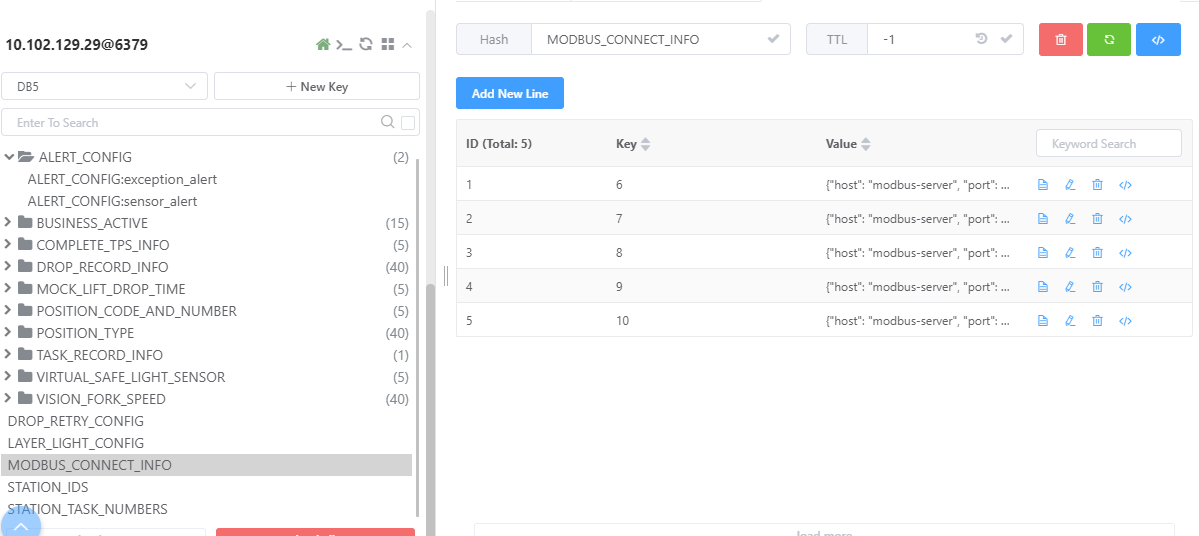 10.102.129.29@6379
DB5
New Key
Enter To Search
ALERT_CONFIG (2)
ALERT_CONFIG:exception_alert
ALERT_CONFIG:sensor_alert
BUSINESS_ACTIVE (15)
COMPLETE_TPS_INFO (5)
DROP_RECORD_INFO (40)
MOCK_LIFT_DROP_TIME (5)
POSITION_CODE_AND_NUMBER (5)
POSITION_TYPE (40)
TASK_RECORD_INFO (1)
VIRTUAL_SAFE_LIGHT_SENSOR (5)
VISION_FORK_SPEED (40)
DROP_RETRY_CONFIG
LAYER_LIGHT_CONFIG
MODBUS_CONNECT_INFO
STATION_IDS
STATION_TASK_NUMBERS
Hash MODBUS_CONNECT_INFO TTL -1
Add New Line
ID (Total: 5) Key Value Keyword Search
1 6 {"host": "modbus-server", "port": ...
2 7 {"host": "modbus-server", "port": ...
3 8 {"host": "modbus-server", "port": ...
4 9 {"host": "modbus-server", "port": ...
5 10 {"host": "modbus-server", "port": ...
load more